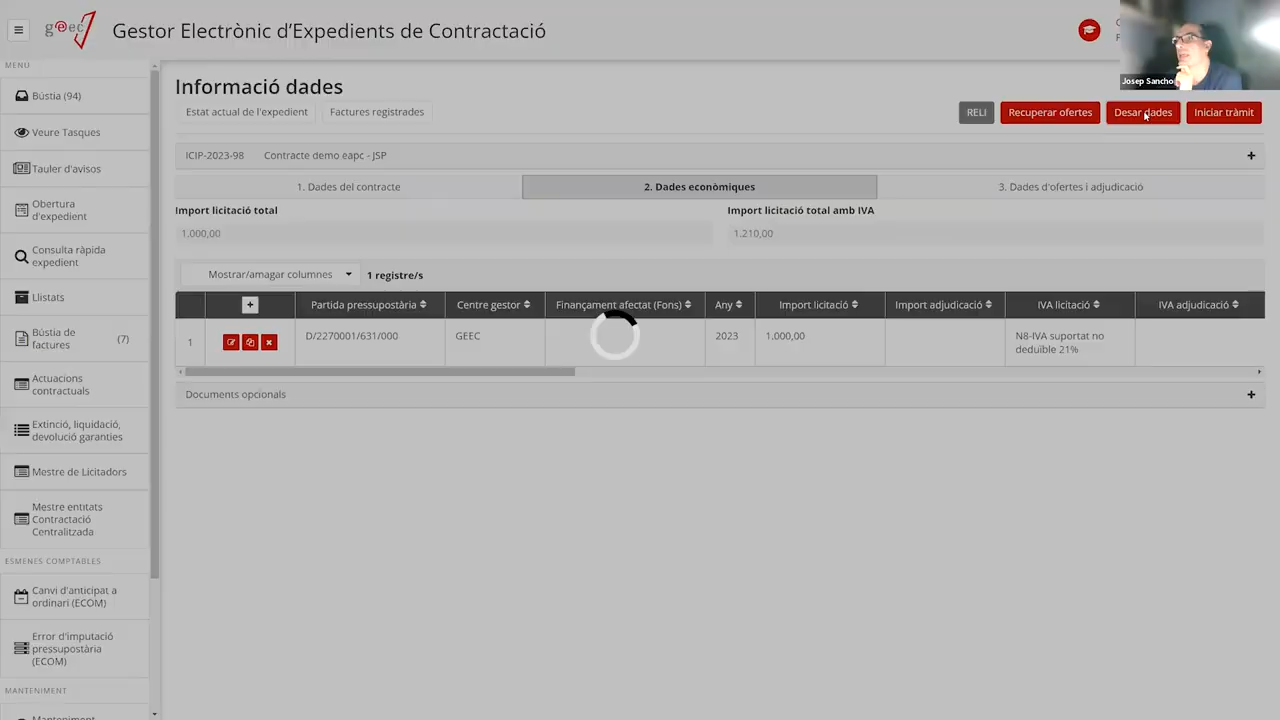 geec
Gestor Electrònic d'Expedients de Contractació
Josep Sancho
MENÚ
Bústia (94)
Veure Tasques
Tauler d'avisos
Obertura
d'expedient
Consulta ràpida
expedient
Llistats
Bústia de
factures
(7)
Actuacions
contractuals
Extinció, liquidació,
devolució garanties
Mestre de Licitadors
Mestre entitats
Contractació
Centralitzada
ESMENES COMPTABLES
Canvi d'anticipat a
ordinari (ECOM)
Error d'imputació
pressupostària
(ECOM)
MANTENIMENT
Manteniment
Informació dades
Estat actual de l'expedient
Factures registrades
RELI
Recuperar ofertes
Desar dades
Iniciar tràmit
ICIP-2023-98 Contracte demo eapc - JSP
1. Dades del contracte
2. Dades econòmiques
3. Dades d'ofertes i adjudicació
Import licitació total
Import licitació total amb IVA
1.000,00
1.210,00
Mostrar/amagar columnes
1 registre/s
Partida pressupostària Centre gestor Finançament afectat (Fons) Any Import licitació Import adjudicació IVA licitació IVA adjudicació
1 D/2270001/631/000 GEEC 2023 1.000,00 N8-IVA suportat no
deduïble 21%
Documents opcionals